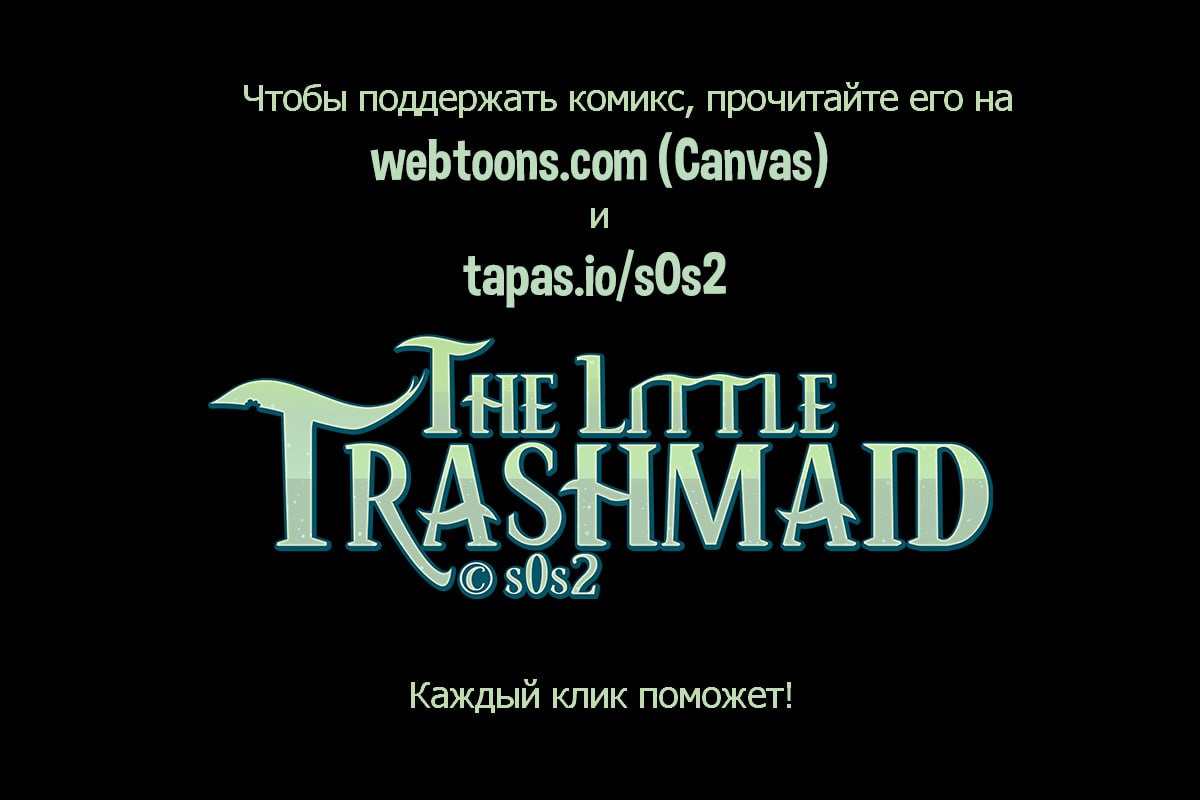 Чтобы поддержать комикс, прочитайте его на
webtoons.com (Canvas)
и
tapas.io/s0s2
THE LITTLE
TRASHMAID
© s0s2
Каждый клик поможет!